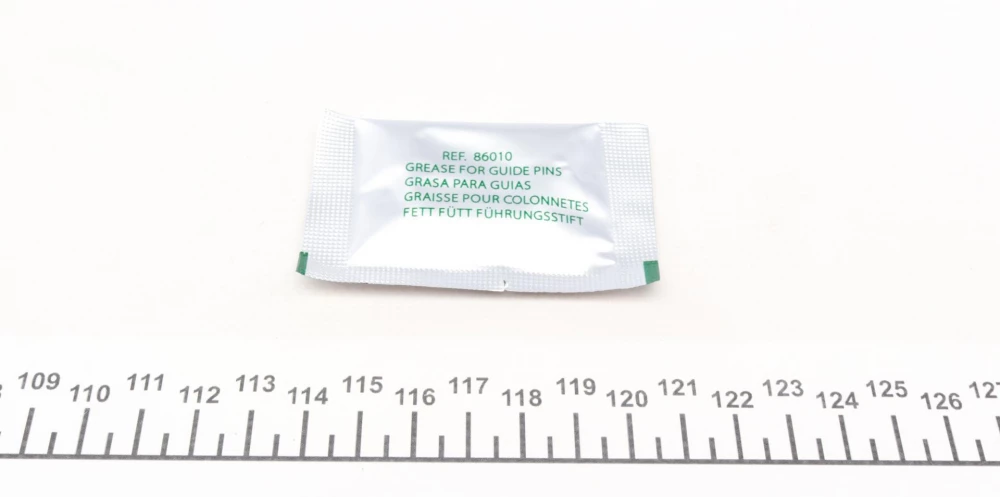 REF. 86010
GREASE FOR GUIDE PINS
GRASA PARA GUIAS
GRAISSE POUR COLONNETES
FETT FÜTT FÜHRUNGSSTIFT
109 110 111 112 113 114 115 116 117 118 119 120 121 122 123 124 125 126